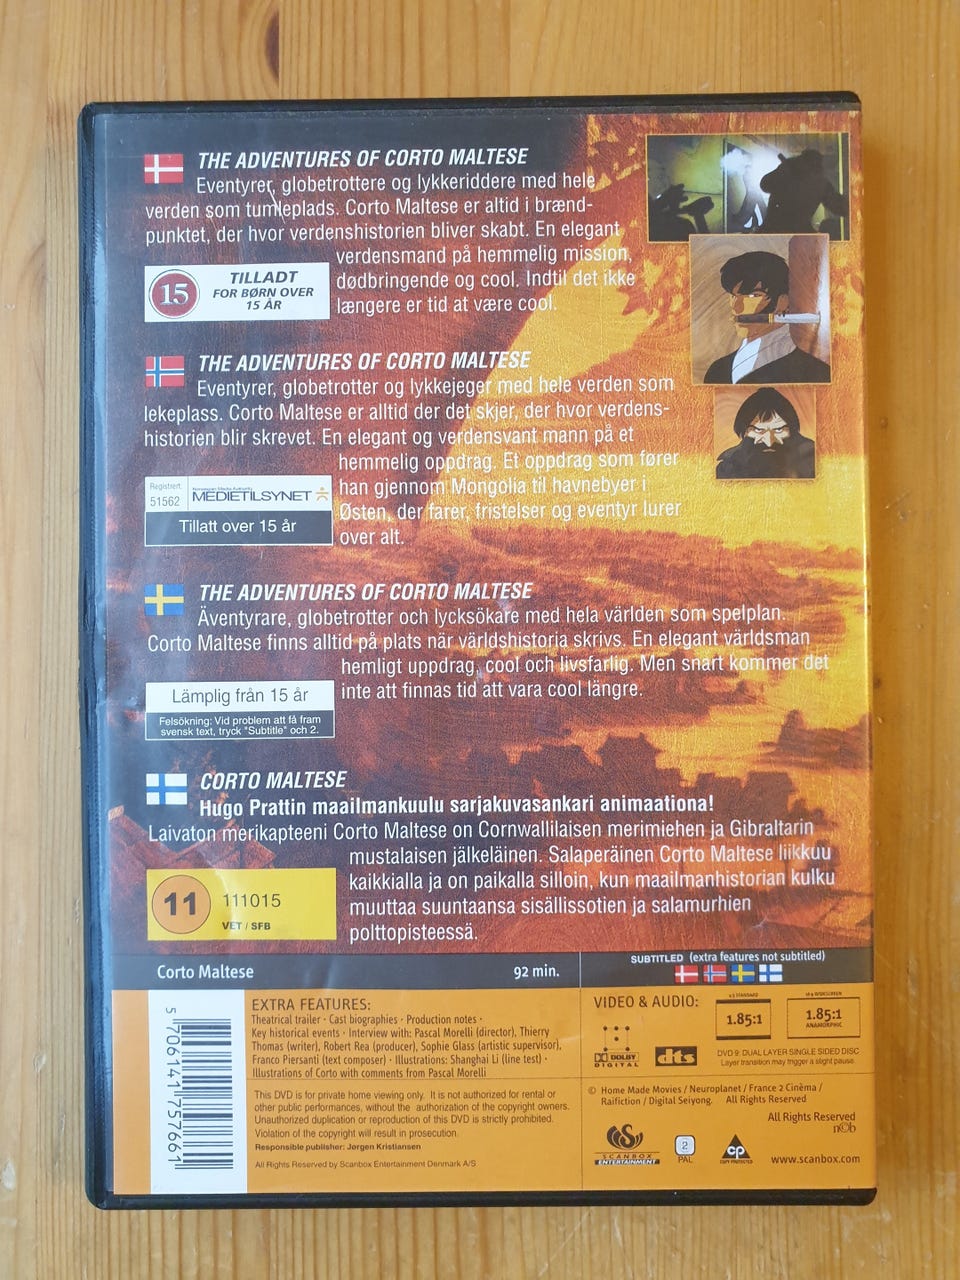 THE ADVENTURES OF CORTO MALTESE
Eventyrer, globetrottere og lykkeriddere med hele
verden som tumleplads. Corto Maltese er altid i brænd-
punktet, der hvor verdenshistorien bliver skabt. En elegant
verdensmand på hemmelig mission,
dødbringende og cool. Indtil det ikke
længere er tid at være cool.
15
TILLADT
FOR BØRN OVER
15 ÅR
THE ADVENTURES OF CORTO MALTESE
Eventyrer, globetrotter og lykkejeger med hele verden som
lekeplass. Corto Maltese er alltid der det skjer, der hvor verdens-
historien blir skrevet. En elegant og verdensvant mann på et
hemmelig oppdrag. Et oppdrag som fører
han gjennom Mongolia til havnebyer i
Østen, der farer, fristelser og eventyr lurer
over alt.
Registrert
51562
Norwegian Media Authority
MEDIETILSYNET
Tillatt over 15 år
THE ADVENTURES OF CORTO MALTESE
Äventyrare, globetrotter och lycksökare med hela världen som spelplan.
Corto Maltese finns alltid på plats när världshistoria skrivs. En elegant världsman
hemligt uppdrag, cool och livsfarlig. Men snart kommer det
inte att finnas tid att vara cool längre.
Lämplig från 15 år
Felsökning: Vid problem att få fram
svensk text, tryck "Subtitle" och 2.
CORTO MALTESE
Hugo Prattin maailmankuulu sarjakuvasankari animaationa!
Laivaton merikapteeni Corto Maltese on Cornwallilaisen merimiehen ja Gibraltarin
mustalaisen jälkeläinen. Salaperäinen Corto Maltese liikkuu
kaikkialla ja on paikalla silloin, kun maailmanhistorian kulku
muuttaa suuntaansa sisällissotien ja salamurhien
polttopisteessä.
11
111015
VET / SFB
Corto Maltese
92 min.
SUBTITLED (extra features not subtitled)
5 706141 757661
EXTRA FEATURES:
Theatrical trailer · Cast biographies · Production notes ·
Key historical events · Interview with: Pascal Morelli (director), Thierry
Thomas (writer), Robert Rea (producer), Sophie Glass (artistic supervisor),
Franco Piersanti (text composer) · Illustrations: Shanghai Li (line test) ·
Illustrations of Corto with comments from Pascal Morelli
This DVD is for private home viewing only. It is not authorized for rental or
other public performances, without the authorization of the copyright owners.
Unauthorized duplication or reproduction of this DVD is strictly prohibited.
Violation of the copyright will result in prosecution.
Responsible publisher: Jørgen Kristiansen
All Rights Reserved by Scanbox Entertainment Denmark A/S
VIDEO & AUDIO:
DOLBY
DIGITAL
dts
4:3 STANDARD
1.85:1
16:9 WIDESCREEN
1.85:1
ANAMORPHIC
DVD 9: DUAL LAYER SINGLE SIDED DISC
Layer transition may trigger a slight pause.
© Home Made Movies / Neuroplanet / France 2 Cinèma /
Raifiction / Digital Seiyong. All Rights Reserved
All Rights Reserved
n©b
SCANBOX
ENTERTAINMENT
2
PAL
CP
COPY PROTECTED
www.scanbox.com